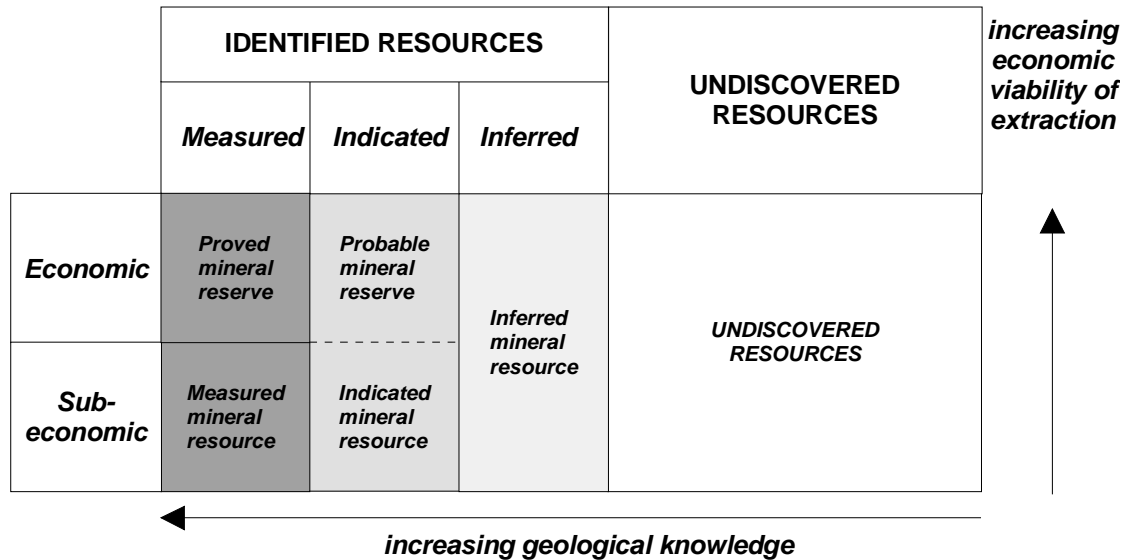 IDENTIFIED RESOURCES
UNDISCOVERED
RESOURCES
increasing
economic
viability of
extraction
Measured
Indicated
Inferred
Economic
Proved
mineral
reserve
Probable
mineral
reserve
Inferred
mineral
resource
UNDISCOVERED
RESOURCES
Sub-
economic
Measured
mineral
resource
Indicated
mineral
resource
increasing geological knowledge